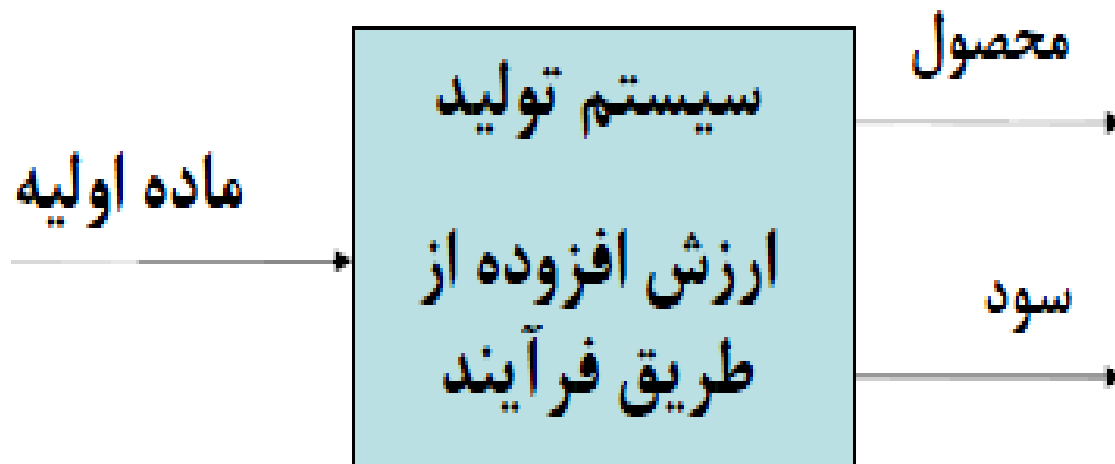 محصول
سیستم تولید
ماده اولیه
ارزش افزوده از
طریق فرآیند
سود